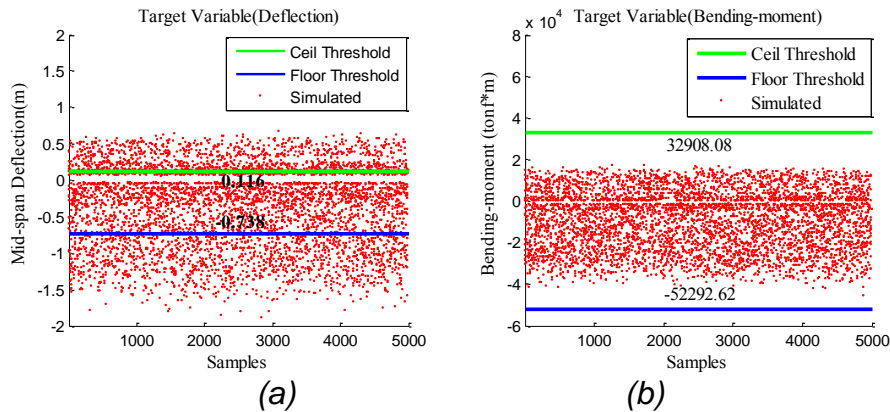 Target Variable(Deflection)
2
1.5
1
0.5
0
-0.5
-1
-1.5
-2
Mid-span Deflection(m)
Ceil Threshold
Floor Threshold
Simulated
0.116
-0.738
1000
2000
3000
4000
5000
Samples
(a)
x 10^4
Target Variable(Bending-moment)
8
6
4
2
0
-2
-4
-6
Bending-moment (tonf*m)
Ceil Threshold
Floor Threshold
Simulated
32908.08
-52292.62
1000
2000
3000
4000
5000
Samples
(b)